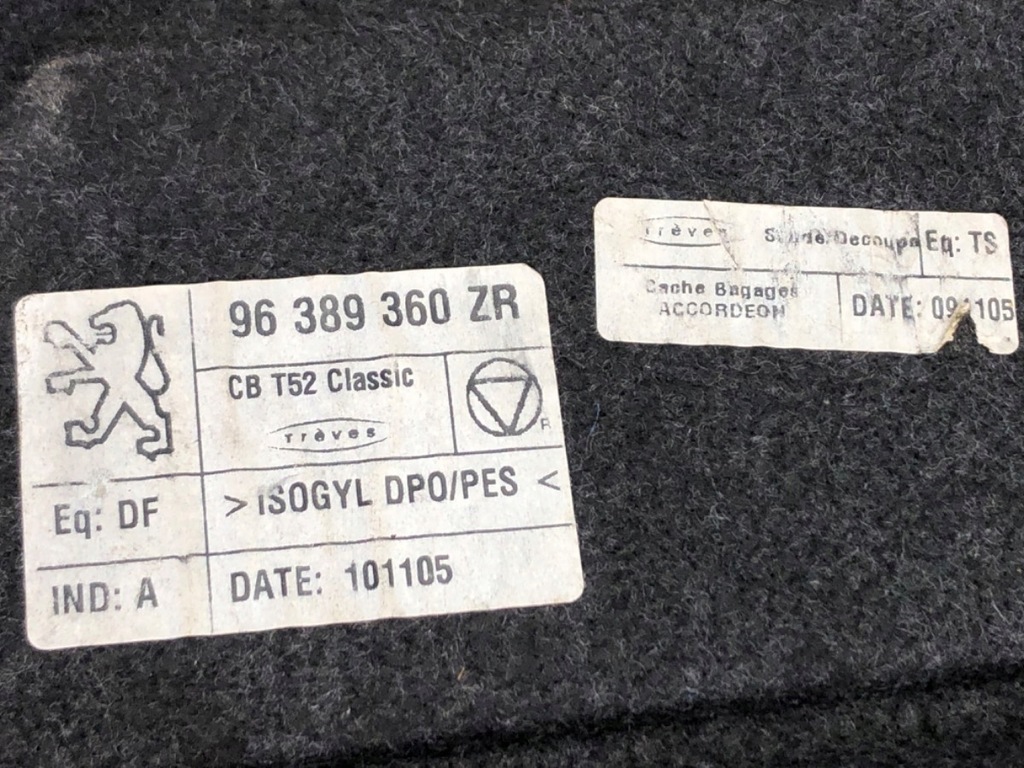 96 389 360 ZR
CB T52 Classic
Trèves
R
Eq: DF
> ISOGYL DPO/PES <
IND: A
DATE: 101105
Trèves
Eq: TS
Cache Bagages
ACCORDEON
DATE: 105